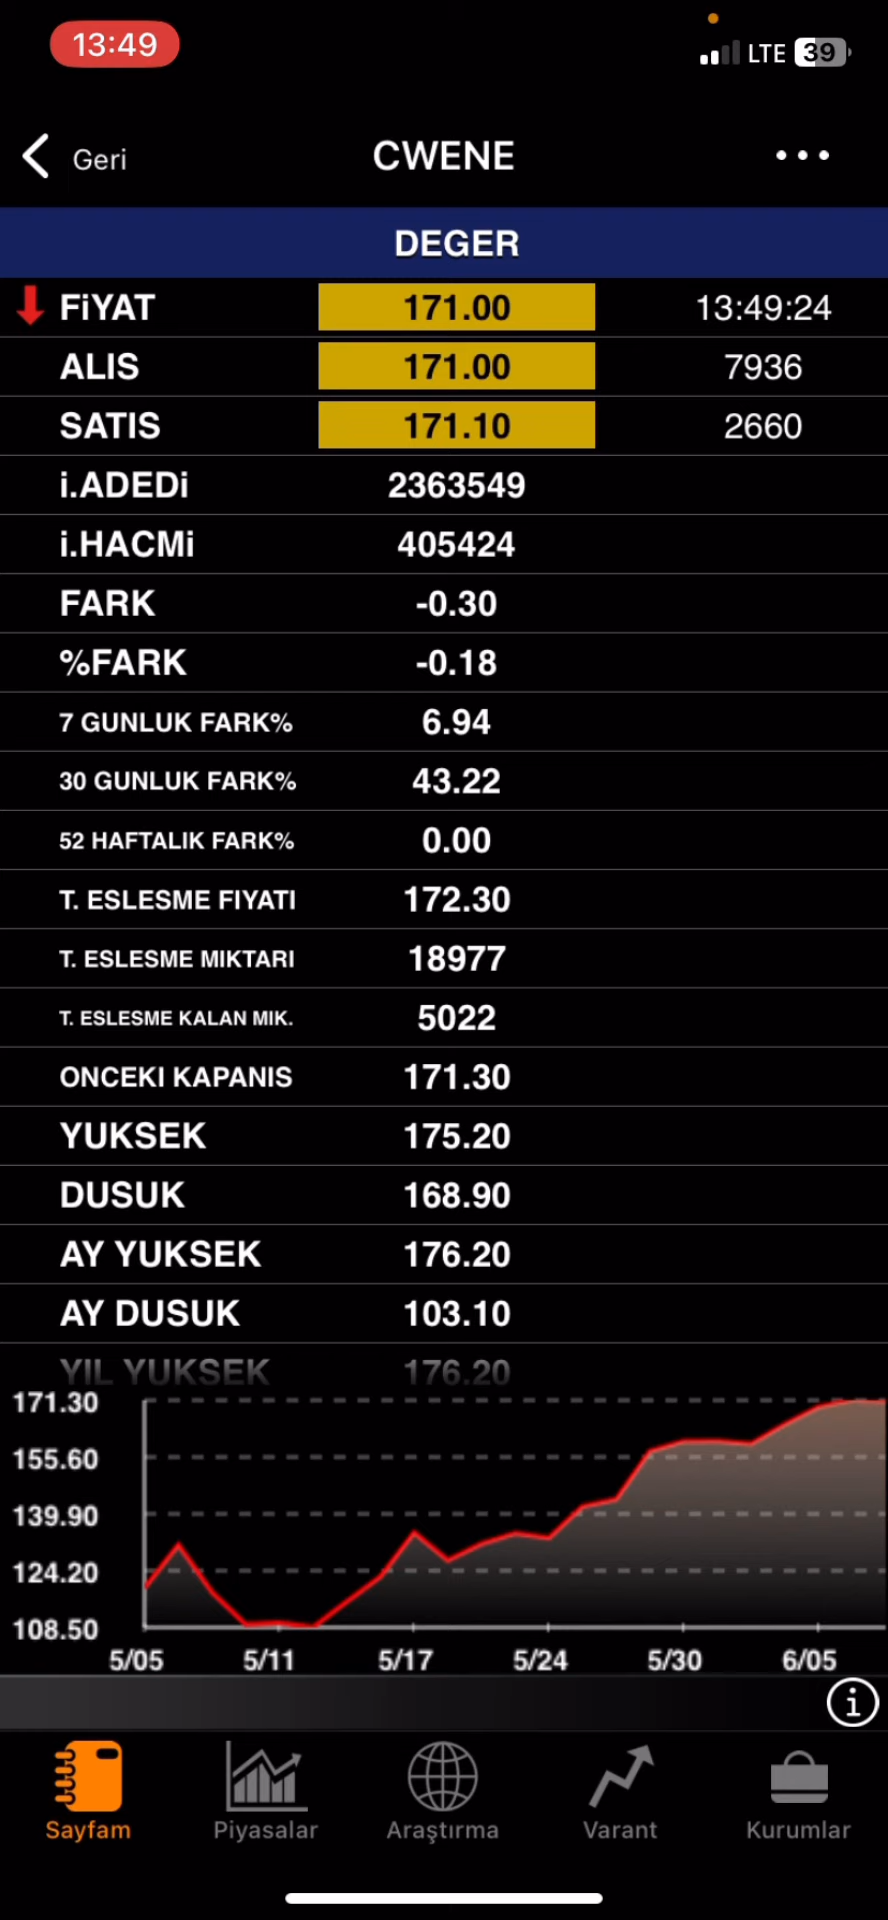 13:49
LTE 39
Geri CWENE
DEGER
FiYAT 171.00 13:49:24
ALIS 171.00 7936
SATIS 171.10 2660
i.ADEDi 2363549
i.HACMi 405424
FARK -0.30
%FARK -0.18
7 GUNLUK FARK% 6.94
30 GUNLUK FARK% 43.22
52 HAFTALIK FARK% 0.00
T. ESLESME FIYATI 172.30
T. ESLESME MIKTARI 18977
T. ESLESME KALAN MIK. 5022
ONCEKI KAPANIS 171.30
YUKSEK 175.20
DUSUK 168.90
AY YUKSEK 176.20
AY DUSUK 103.10
YIL YUKSEK 176.20
171.30
155.60
139.90
124.20
108.50
5/05 5/11 5/17 5/24 5/30 6/05
Sayfam Piyasalar Araştırma Varant Kurumlar